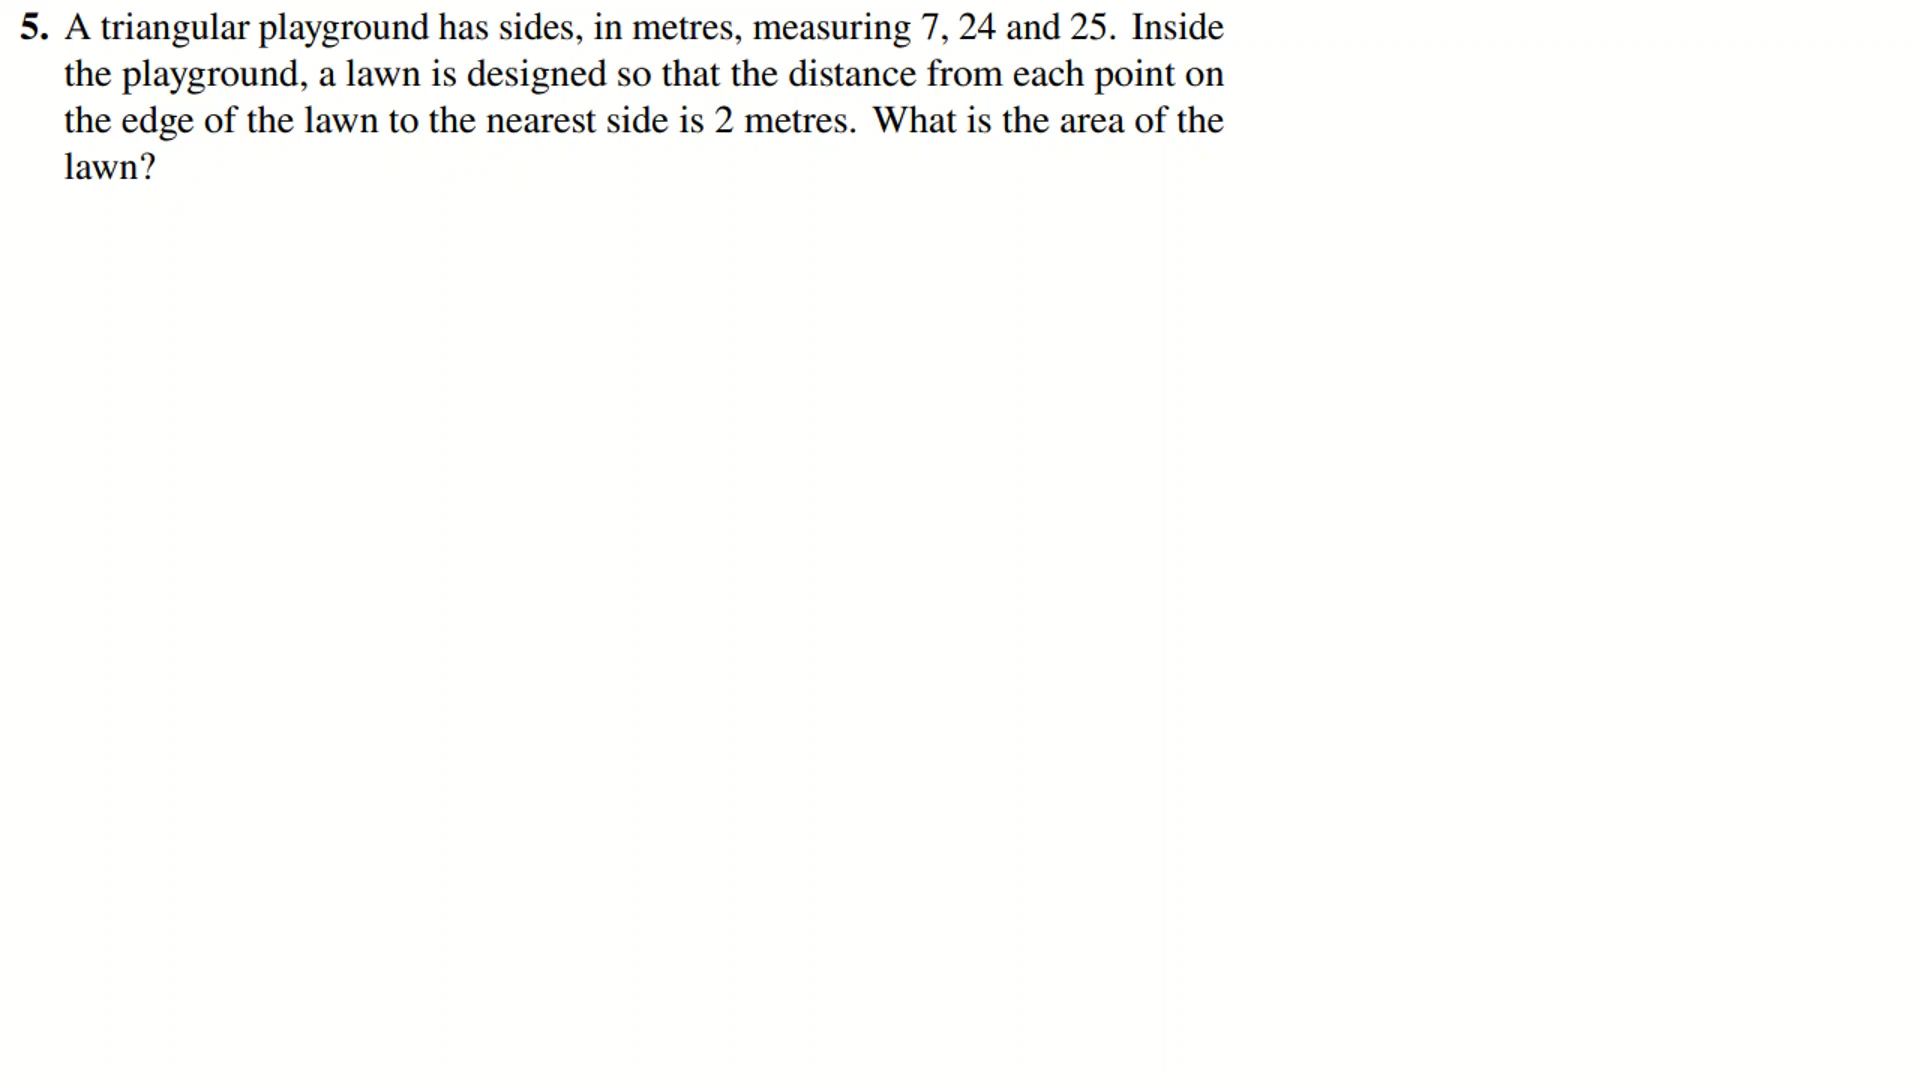 5. A triangular playground has sides, in metres, measuring 7, 24 and 25. Inside
the playground, a lawn is designed so that the distance from each point on
the edge of the lawn to the nearest side is 2 metres. What is the area of the
lawn?